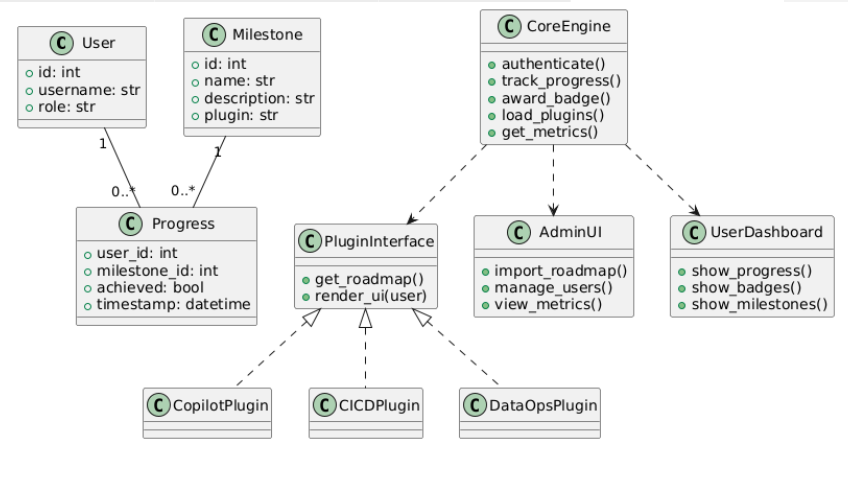 C User
id: int
username: str
role: str
C Milestone
id: int
name: str
description: str
plugin: str
C CoreEngine
authenticate()
track_progress()
award_badge()
load_plugins()
get_metrics()
1
1
0..*
0..*
C Progress
user_id: int
milestone_id: int
achieved: bool
timestamp: datetime
C PluginInterface
get_roadmap()
render_ui(user)
C AdminUI
import_roadmap()
manage_users()
view_metrics()
C UserDashboard
show_progress()
show_badges()
show_milestones()
C CopilotPlugin
C CICDPlugin
C DataOpsPlugin